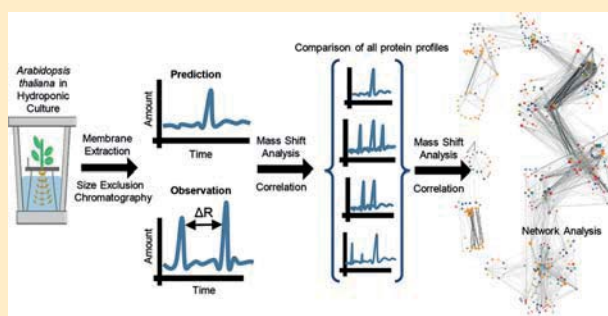 Arabidopsis
thaliana in
Hydroponic
Culture
Membrane
Extraction
Size Exclusion
Chromatography
Prediction
Amount
Time
Observation
ΔR
Amount
Time
Mass Shift
Analysis
Correlation
Comparison of all protein profiles
Mass Shift
Analysis
Correlation
Network Analysis